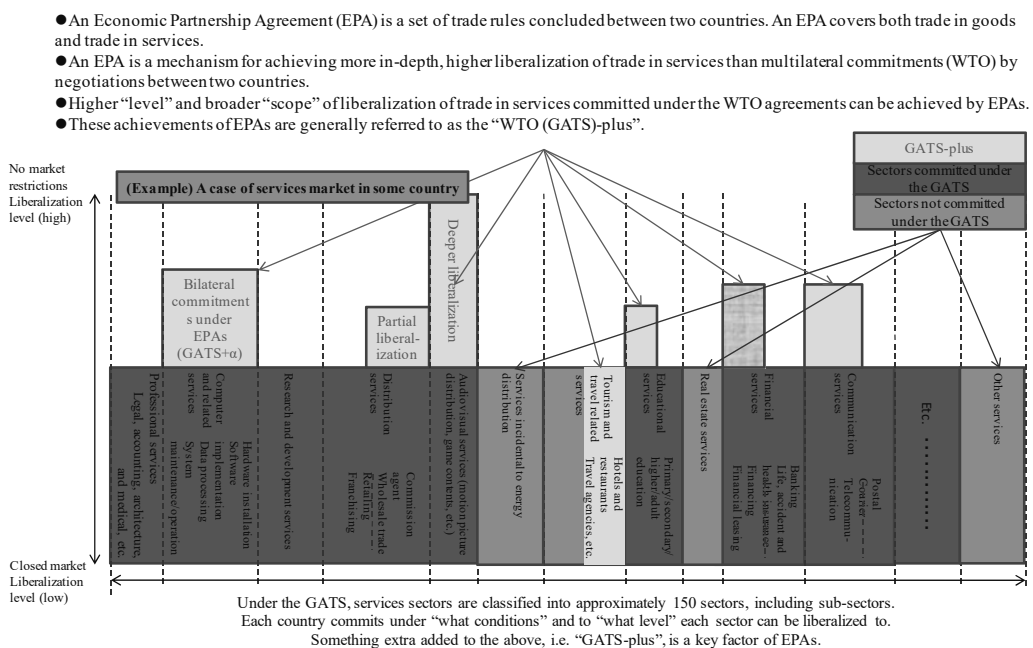 ●An Economic Partnership Agreement (EPA) is a set of trade rules concluded between two countries. An EPA covers both trade in goods
and trade in services.
●An EPA is a mechanism for achieving more in-depth, higher liberalization of trade in services than multilateral commitments (WTO) by
negotiations between two countries.
●Higher “level” and broader “scope” of liberalization of trade in services committed under the WTO agreements can be achieved by EPAs.
●These achievements of EPAs are generally referred to as the “WTO (GATS)-plus”.
GATS-plus
Sectors committed under
the GATS
Sectors not committed
under the GATS
No market
restrictions
Liberalization
level (high)
(Example) A case of services market in some country
Bilateral
commitment
s under
EPAs
(GATS+α)
Partial
liberal-
ization
Deeper liberalization
Professional services
Legal, accounting, architecture,
and medical, etc.
Computer
and related
services
Hardware installation
Software
implementation
Data processing
System
maintenance/operation
Research and development services
Distribution
services
Commission
agent
Wholesale trade
Retailing
Franchising
Audiovisual services (motion picture
distribution, game contents, etc.)
Services incidental to energy
distribution
Tourism and
travel related
services
Hotels and
restaurants
Travel agencies, etc.
Educational
services
Primary/secondary/
higher/adult
education
Real estate services
Financial
services
Banking
Life, accident and
health insurance
Financing
Financial leasing
Communication
services
Postal
Courier
Telecommu-
nication
Etc. …………
Other services
Closed market
Liberalization
level (low)
Under the GATS, services sectors are classified into approximately 150 sectors, including sub-sectors.
Each country commits under “what conditions” and to “what level” each sector can be liberalized to.
Something extra added to the above, i.e. “GATS-plus”, is a key factor of EPAs.